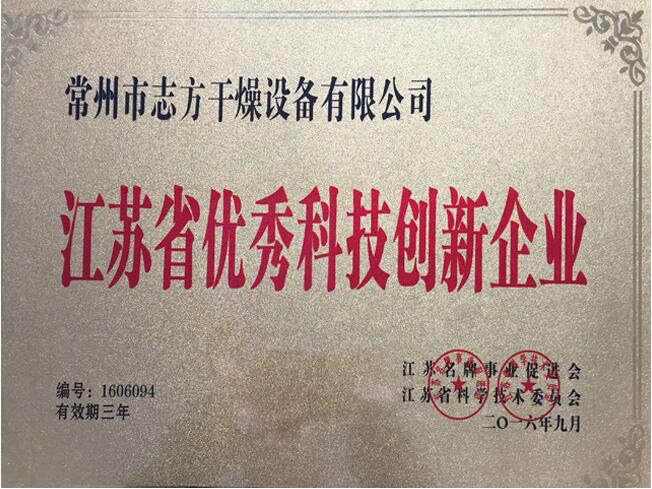 常州市志方干燥设备有限公司
江苏省优秀科技创新企业
编号：1606094
有效期三年
江苏名牌事业促进会
江苏省科学技术委员会
二〇一六年九月